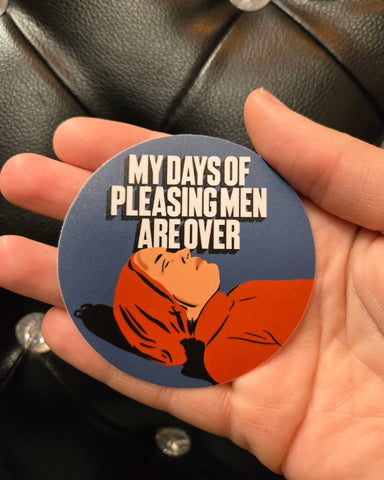 MY DAYS OF
PLEASING MEN
ARE OVER